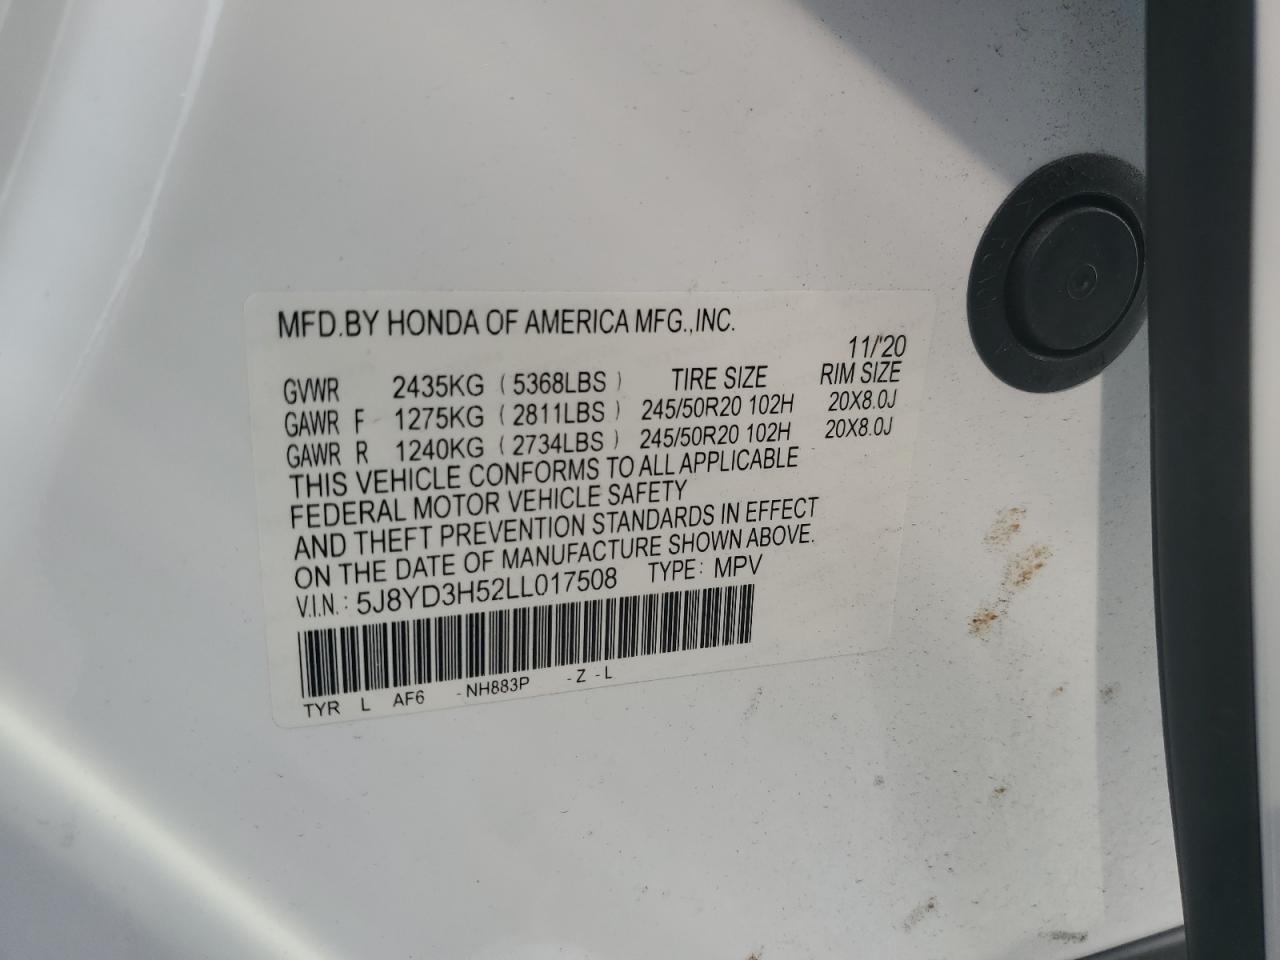 MFD.BY HONDA OF AMERICA MFG.,INC.
11/'20
GVWR 2435KG ( 5368LBS ) TIRE SIZE RIM SIZE
GAWR F 1275KG ( 2811LBS ) 245/50R20 102H 20X8.0J
GAWR R 1240KG ( 2734LBS ) 245/50R20 102H 20X8.0J
THIS VEHICLE CONFORMS TO ALL APPLICABLE
FEDERAL MOTOR VEHICLE SAFETY
AND THEFT PREVENTION STANDARDS IN EFFECT
ON THE DATE OF MANUFACTURE SHOWN ABOVE.
V.I.N.: 5J8YD3H52LL017508 TYPE: MPV
TYR L AF6 -NH883P -Z -L